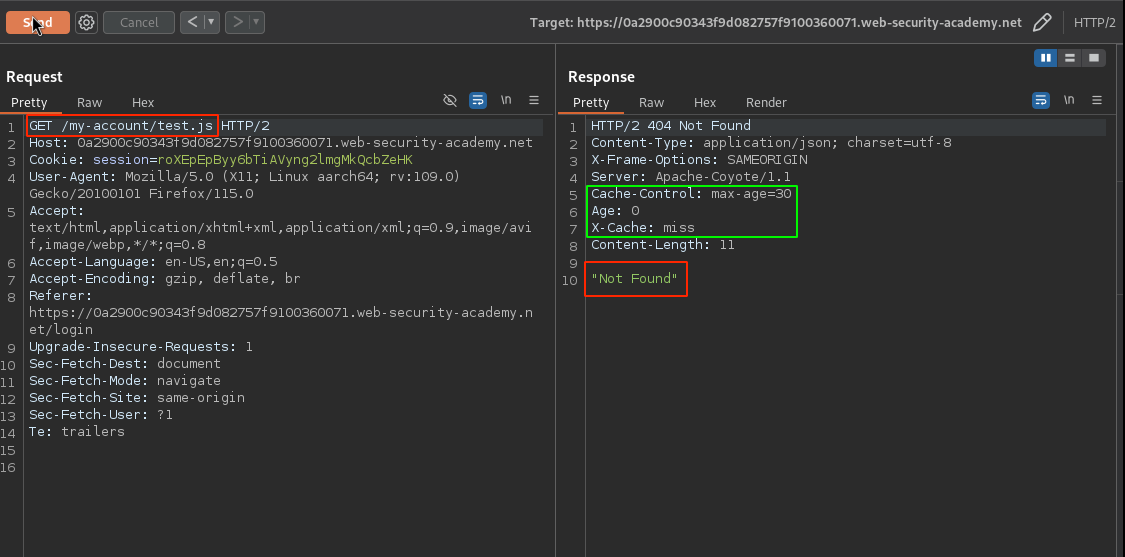 Send Cancel < > Target: https://0a2900c90343f9d082757f9100360071.web-security-academy.net HTTP/2
Request
Pretty Raw Hex \n
1 GET /my-account/test.js HTTP/2
2 Host: 0a2900c90343f9d082757f9100360071.web-security-academy.net
3 Cookie: session=roXEpEpByy6bTiAVyng2lmgMkQcbZeHK
4 User-Agent: Mozilla/5.0 (X11; Linux aarch64; rv:109.0)
Gecko/20100101 Firefox/115.0
5 Accept:
text/html,application/xhtml+xml,application/xml;q=0.9,image/avi
f,image/webp,*/*;q=0.8
6 Accept-Language: en-US,en;q=0.5
7 Accept-Encoding: gzip, deflate, br
8 Referer:
https://0a2900c90343f9d082757f9100360071.web-security-academy.n
et/login
9 Upgrade-Insecure-Requests: 1
10 Sec-Fetch-Dest: document
11 Sec-Fetch-Mode: navigate
12 Sec-Fetch-Site: same-origin
13 Sec-Fetch-User: ?1
14 Te: trailers
15
16
Response
Pretty Raw Hex Render \n
1 HTTP/2 404 Not Found
2 Content-Type: application/json; charset=utf-8
3 X-Frame-Options: SAMEORIGIN
4 Server: Apache-Coyote/1.1
5 Cache-Control: max-age=30
6 Age: 0
7 X-Cache: miss
8 Content-Length: 11
9
10 "Not Found"